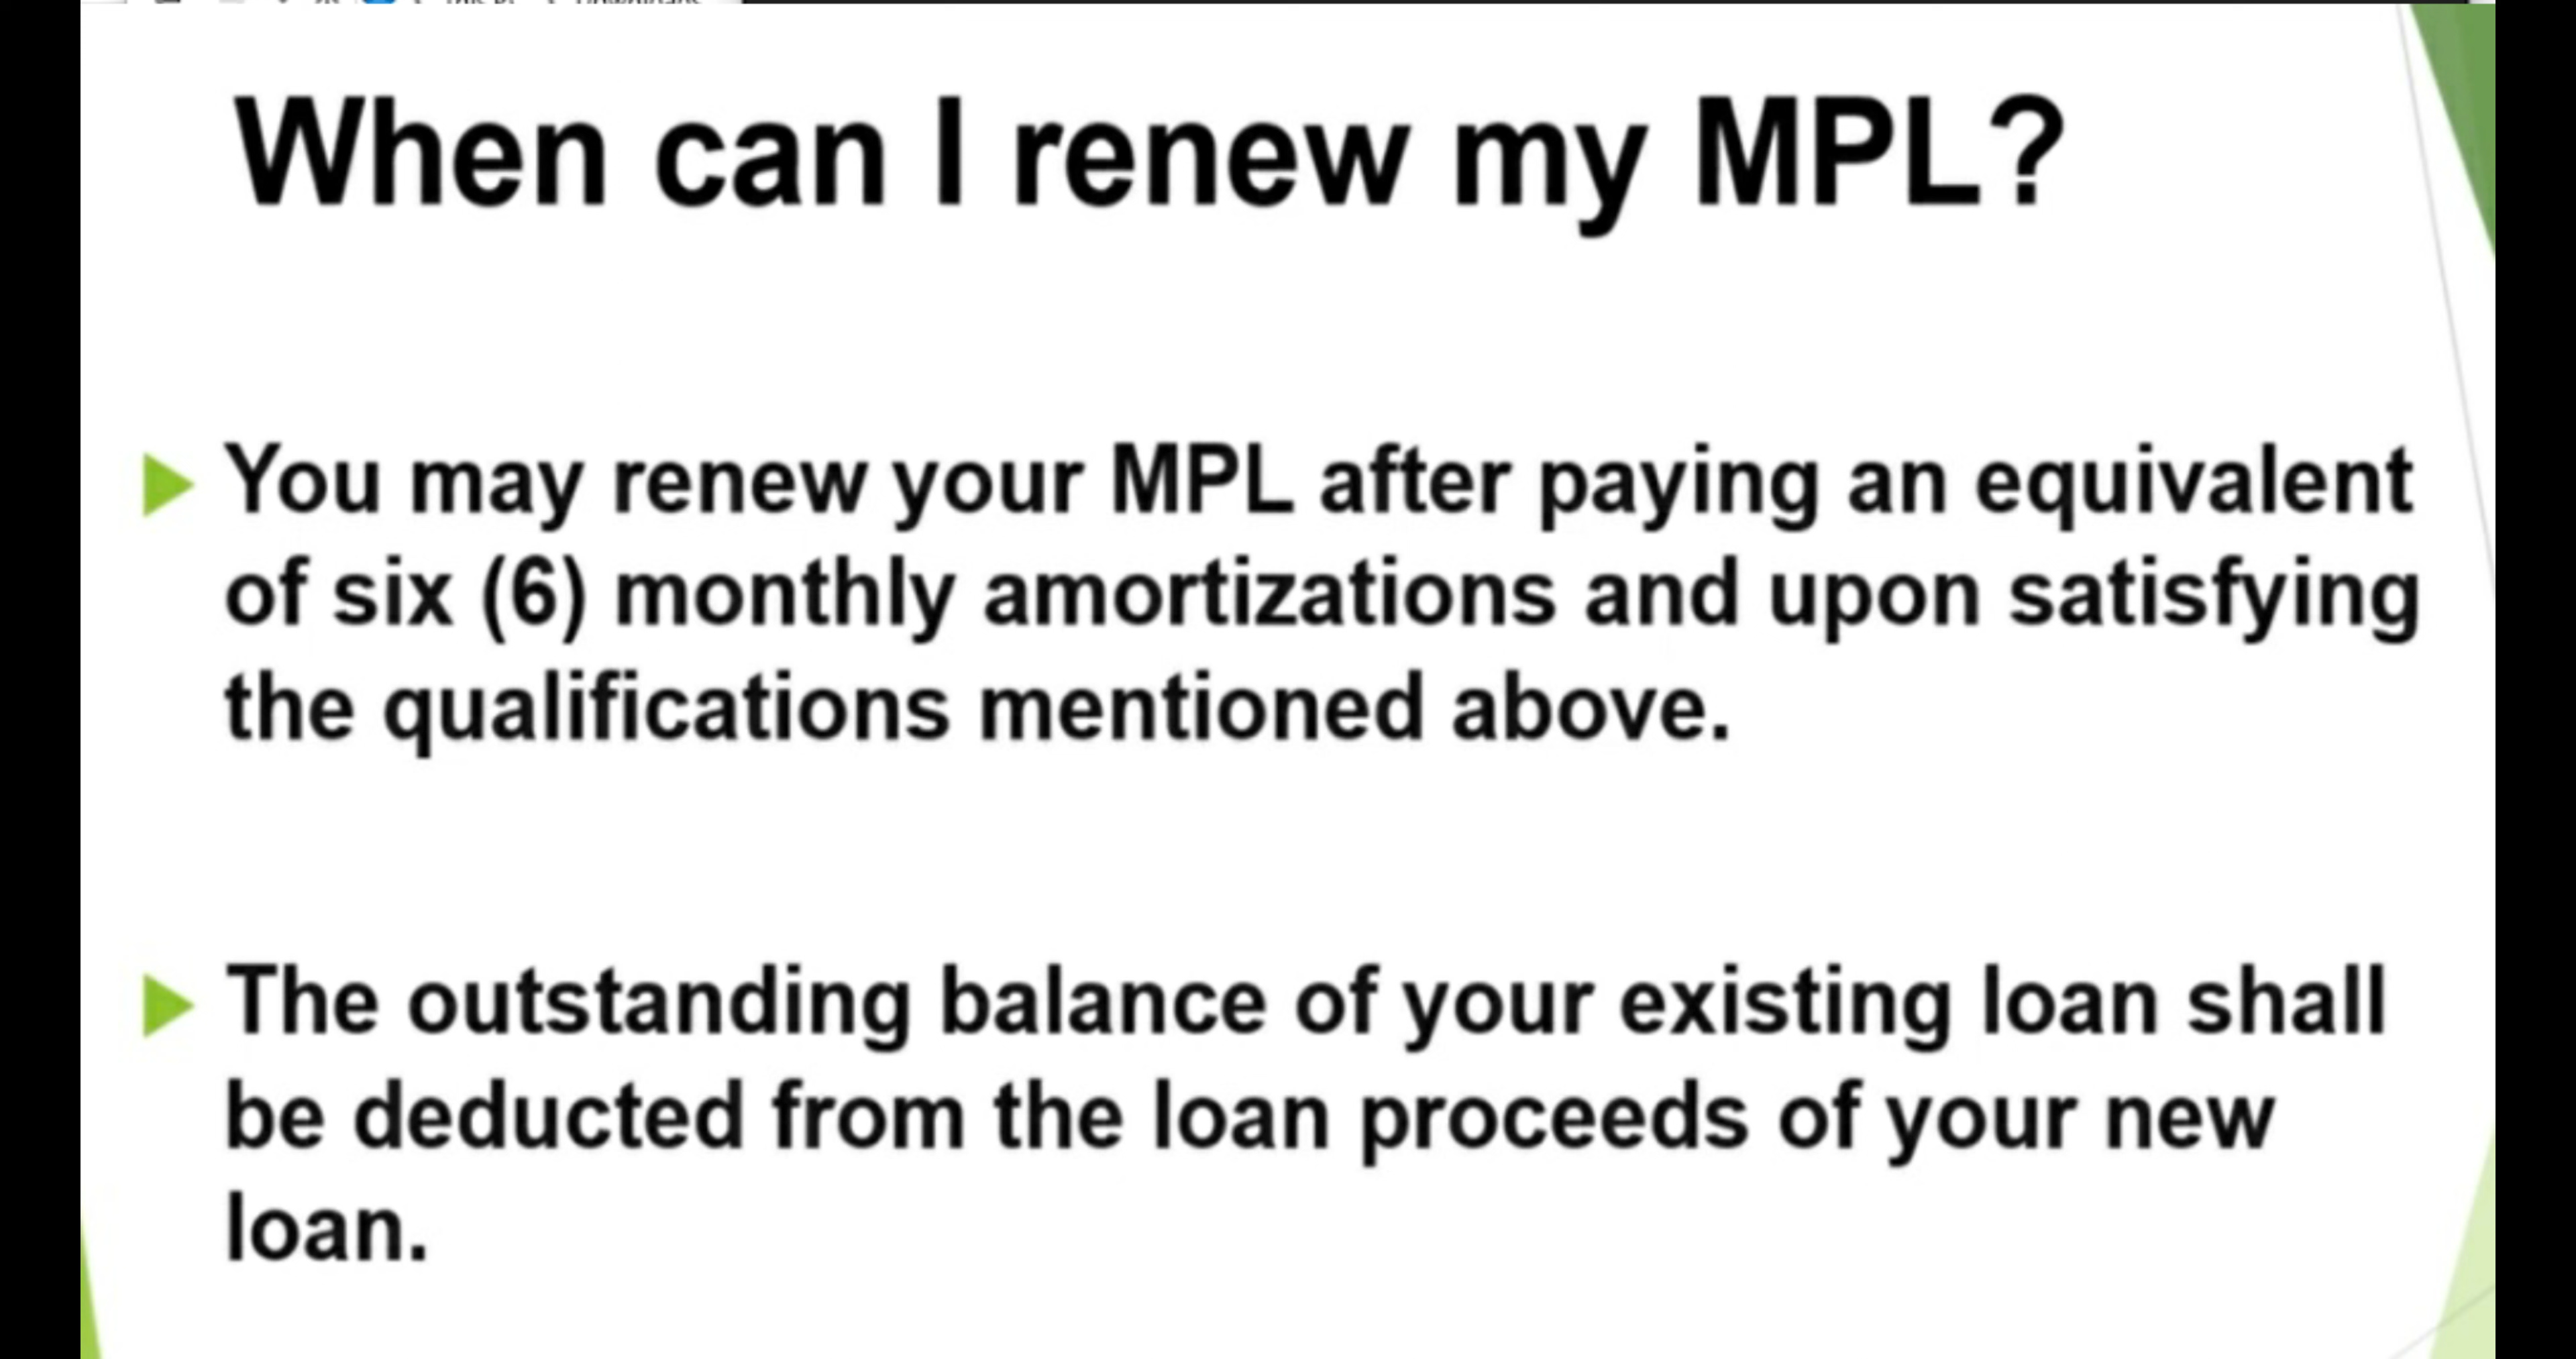 When can I renew my MPL?
You may renew your MPL after paying an equivalent
of six (6) monthly amortizations and upon satisfying
the qualifications mentioned above.
The outstanding balance of your existing loan shall
be deducted from the loan proceeds of your new
loan.